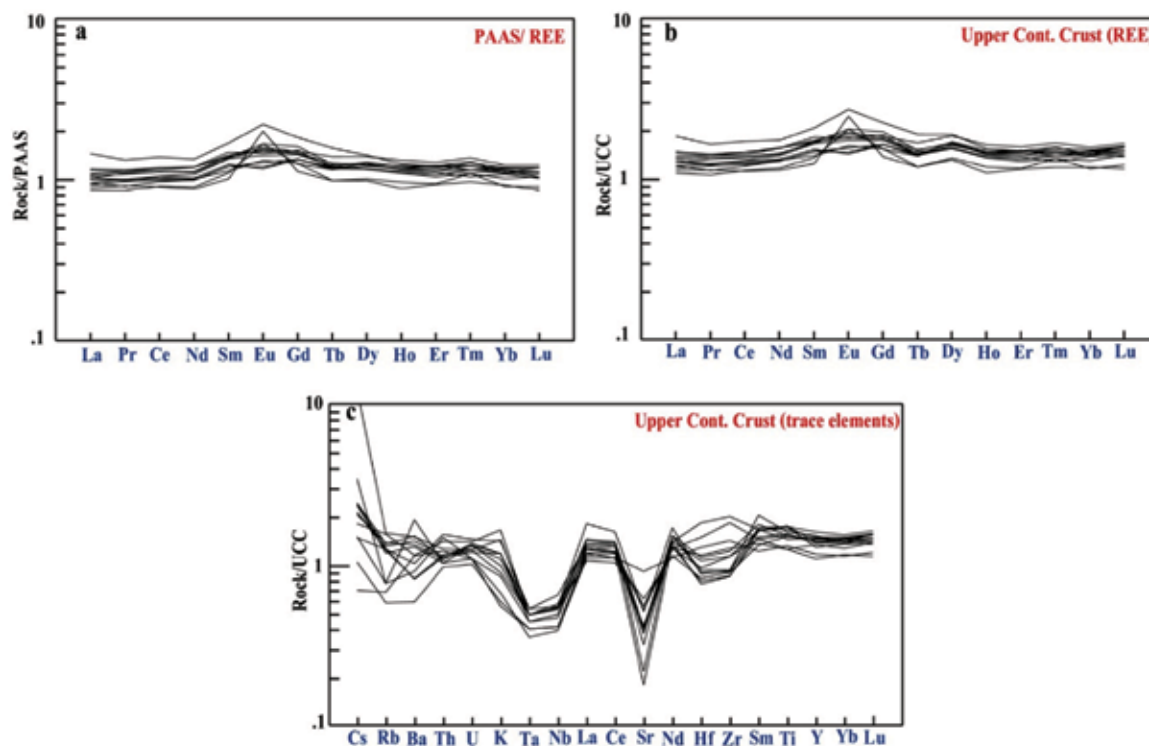 10
a
PAAS/ REE
Rock/PAAS
1
.1
La Pr Ce Nd Sm Eu Gd Tb Dy Ho Er Tm Yb Lu
10
b
Upper Cont. Crust (REE
Rock/UCC
1
.1
La Pr Ce Nd Sm Eu Gd Tb Dy Ho Er Tm Yb Lu
10
c
Upper Cont. Crust (trace elements)
Rock/UCC
1
.1
Cs Rb Ba Th U K Ta Nb La Ce Sr Nd Hf Zr Sm Ti Y Yb Lu